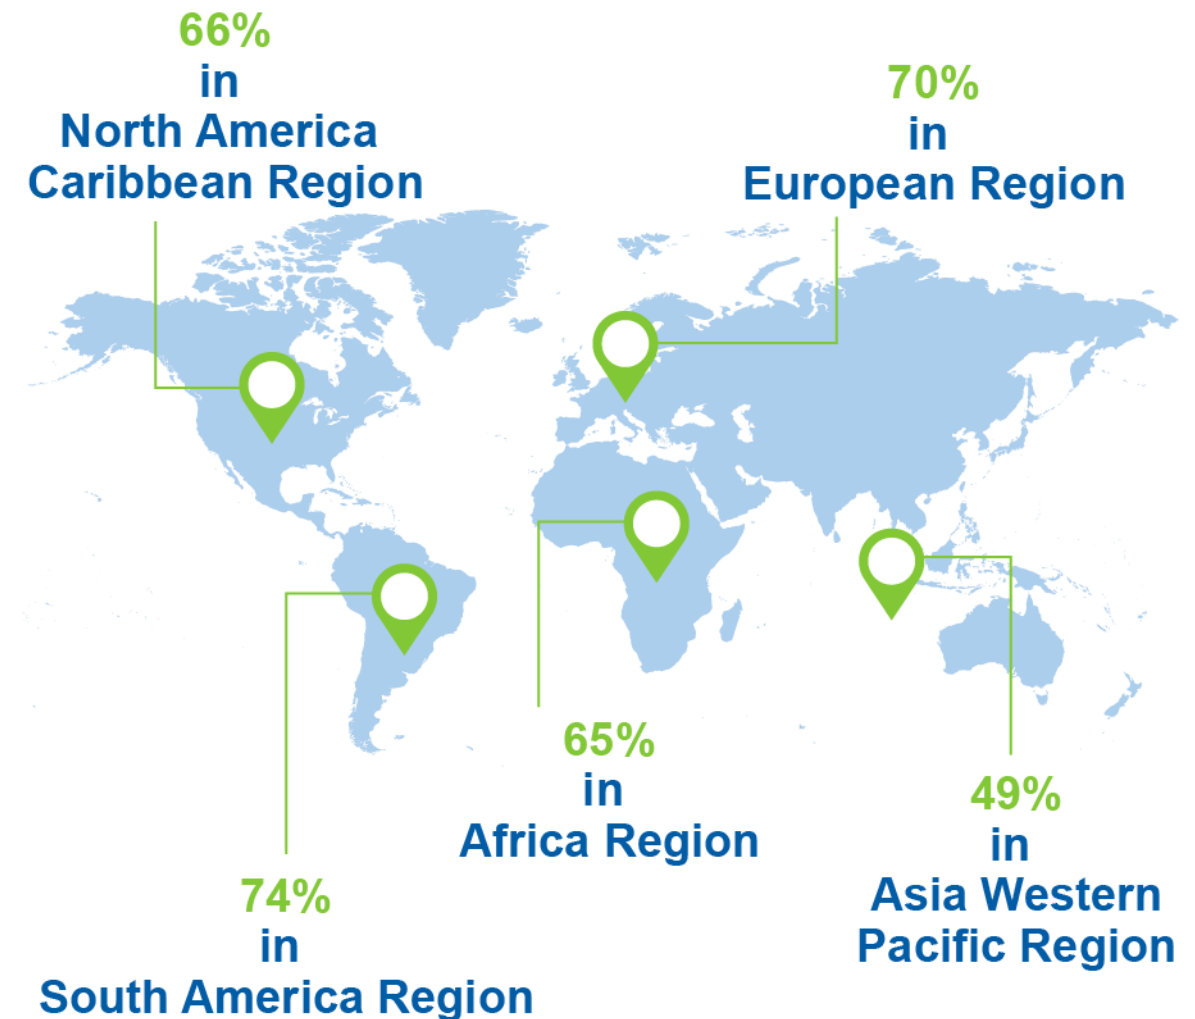 66%
in
North America
Caribbean Region
70%
in
European Region
65%
in
Africa Region
49%
in
Asia Western
Pacific Region
74%
in
South America Region